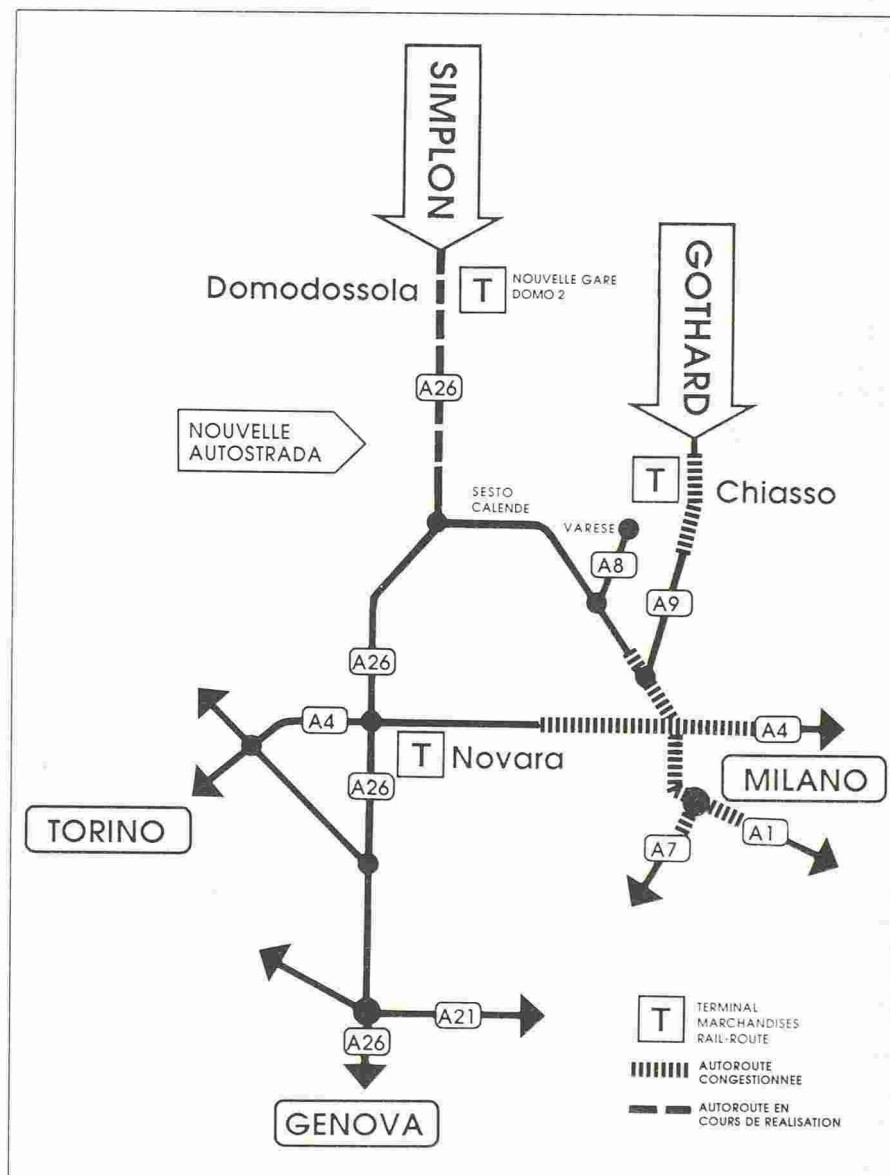 SIMPLON
GOTHARD
Domodossola
T
NOUVELLE GARE
DOMO 2
A26
NOUVELLE
AUTOSTRADA
T
Chiasso
SESTO
CALENDE
VARESE
A8
A9
A26
A4
A4
T
Novara
A26
MILANO
TORINO
A7
A1
A21
A26
GENOVA
T
TERMINAL
MARCHANDISES
RAIL-ROUTE
AUTOROUTE
CONGESTIONNEE
AUTOROUTE EN
COURS DE REALISATION